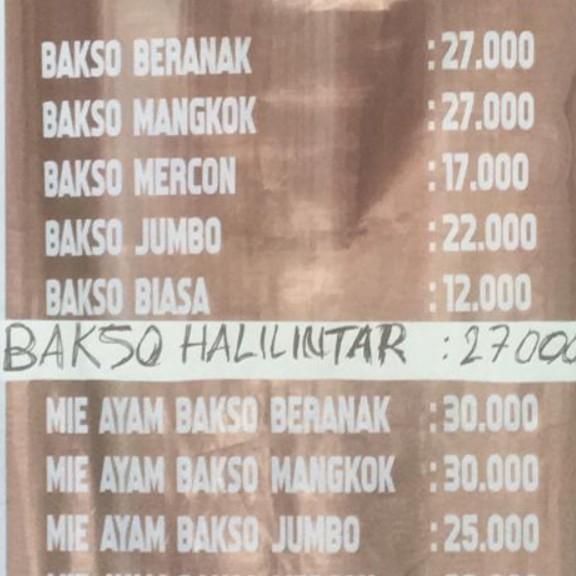 BAKSO BERANAK : 27.000
BAKSO MANGKOK : 27.000
BAKSO MERCON : 17.000
BAKSO JUMBO : 22.000
BAKSO BIASA : 12.000
BAKSO HALILINTAR : 27000
MIE AYAM BAKSO BERANAK : 30.000
MIE AYAM BAKSO MANGKOK : 30.000
MIE AYAM BAKSO JUMBO : 25.000